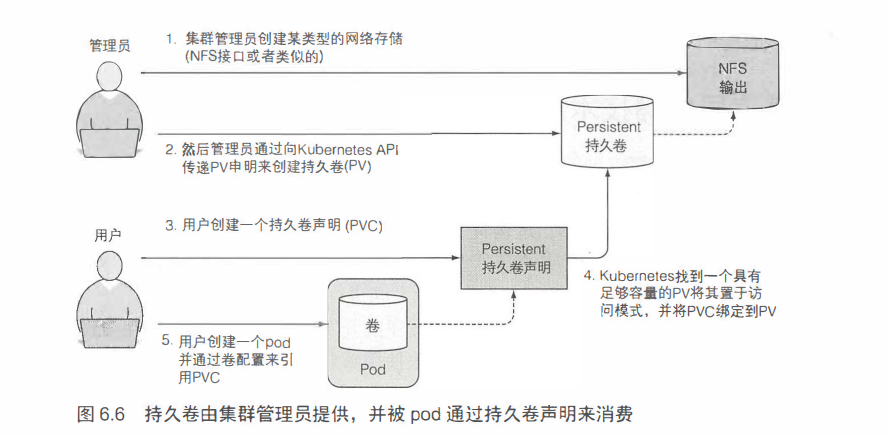 管理员
1. 集群管理员创建某类型的网络存储
(NFS接口或者类似的)
NFS
输出
Persistent
持久卷
2. 然后管理员通过向Kubernetes API
传递PV申明来创建持久卷(PV)
用户
3. 用户创建一个持久卷声明 (PVC)
Persistent
持久卷声明
4. Kubernetes找到一个具有
足够容量的PV将其置于访
问模式，并将PVC绑定到PV
卷
Pod
5. 用户创建一个pod
并通过卷配置来引
用PVC
图 6.6 持久卷由集群管理员提供，并被 pod 通过持久卷声明来消费